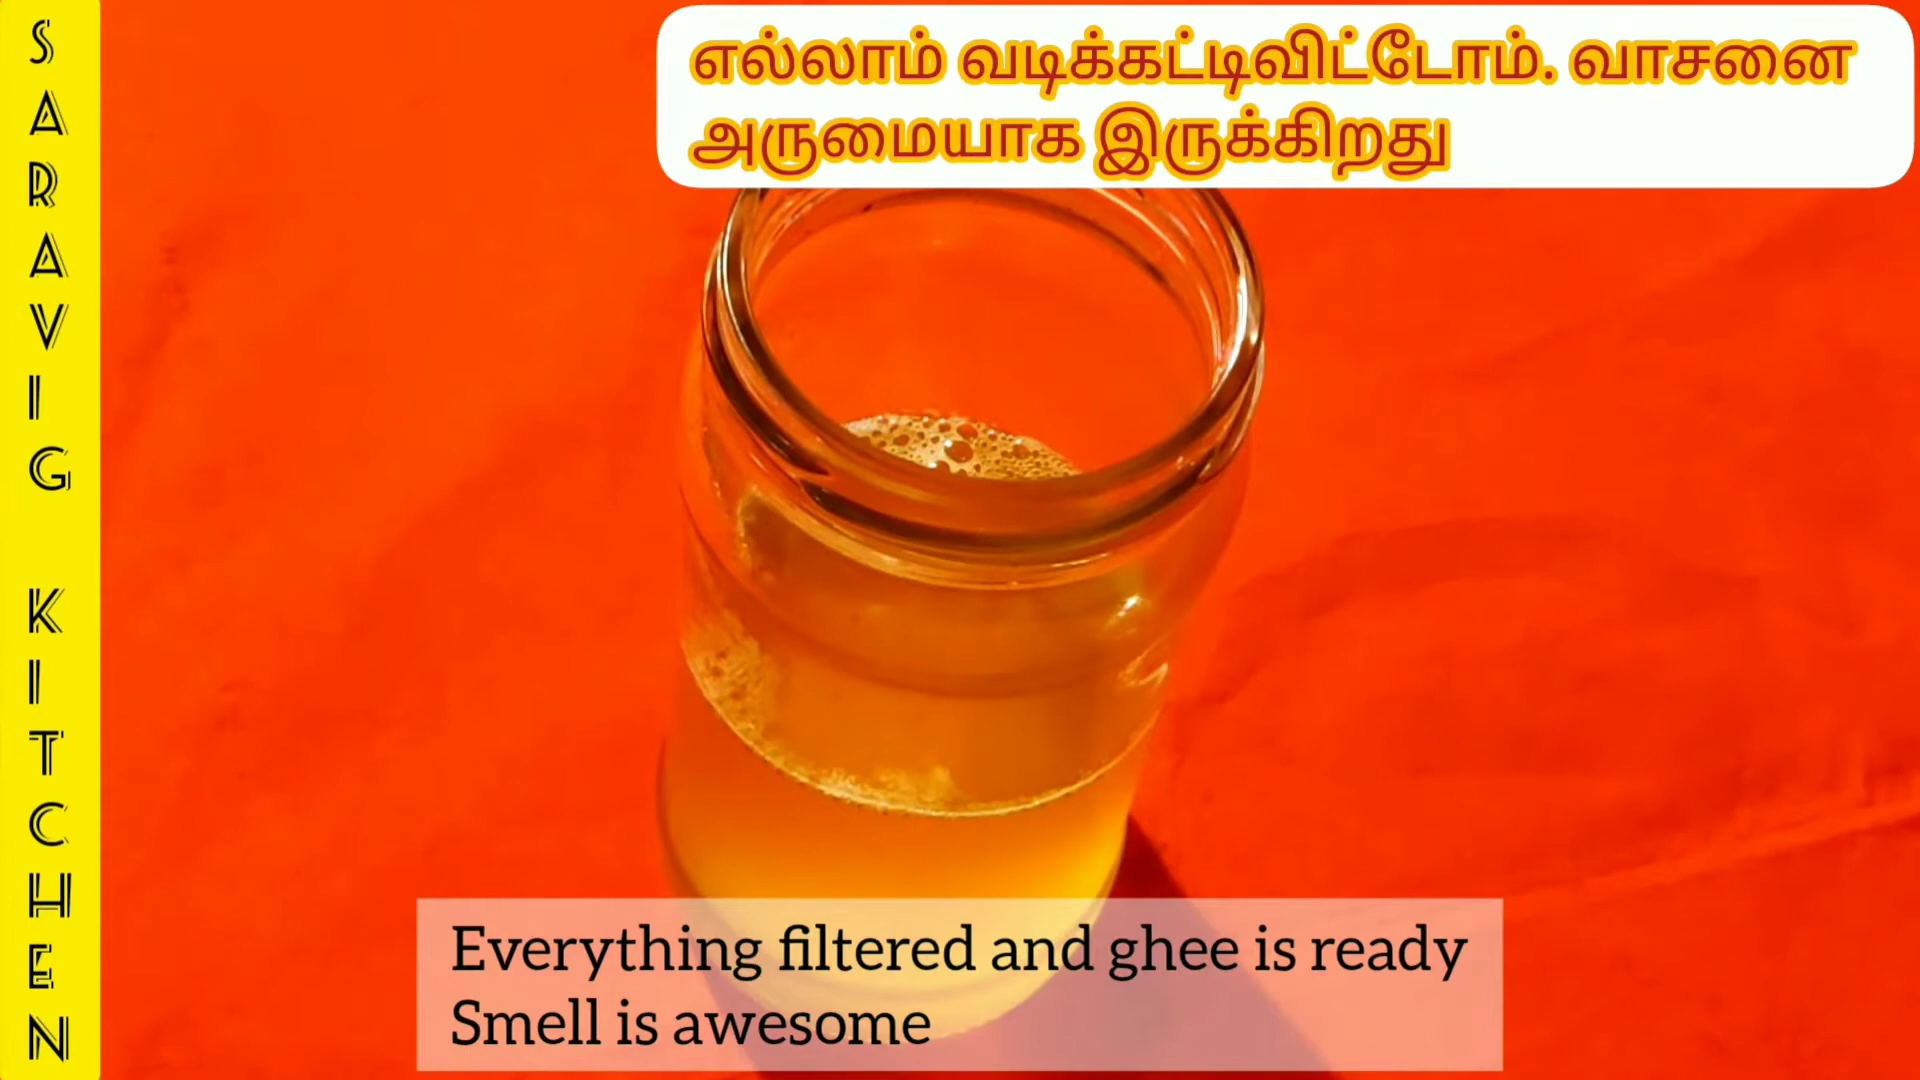 SARAVIG KITCHEN
எல்லாம் வடிக்கட்டிவிட்டோம். வாசனை
அருமையாக இருக்கிறது
Everything filtered and ghee is ready
Smell is awesome